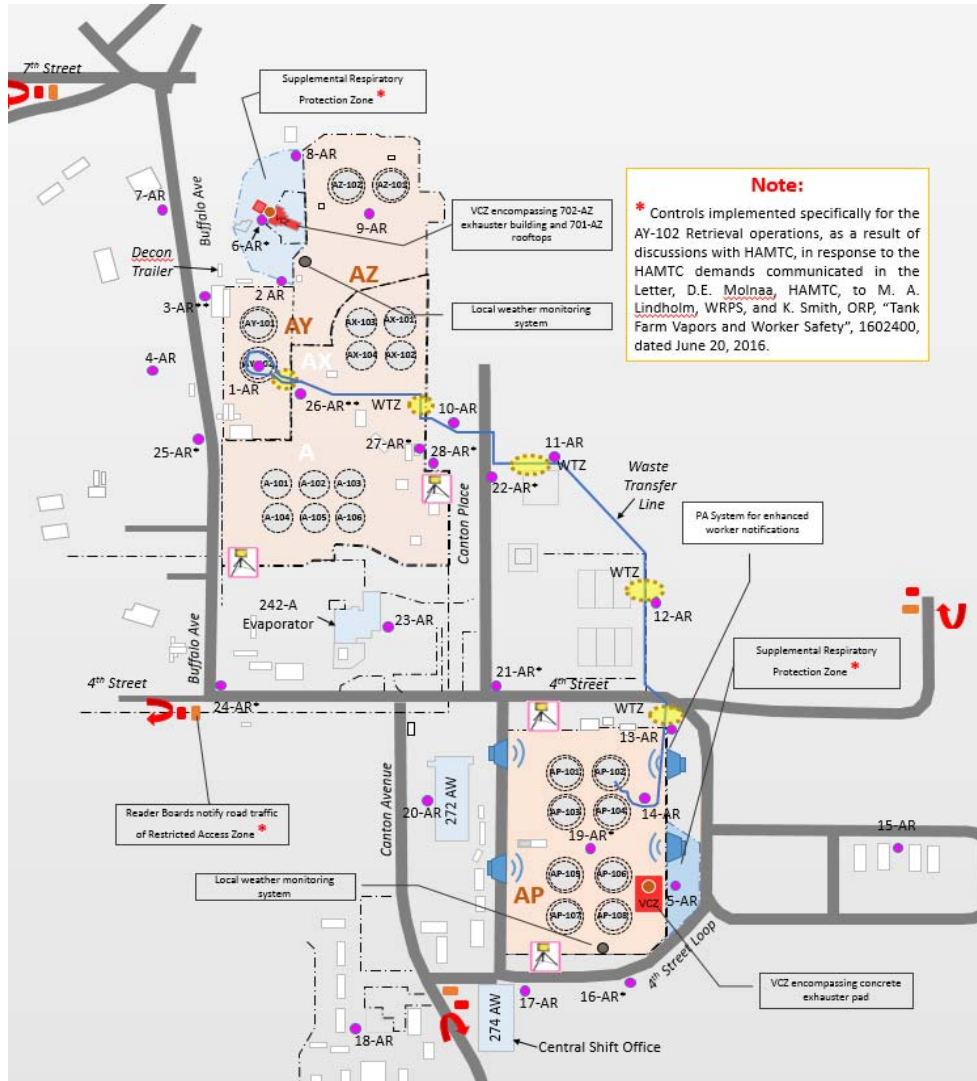 7th Street
Supplemental Respiratory
Protection Zone *
8-AR
AZ-102
AZ-101
Note:
* Controls implemented specifically for the
AY-102 Retrieval operations, as a result of
discussions with HAMTC, in response to the
HAMTC demands communicated in the
Letter, D.E. Molnaa, HAMTC, to M. A.
Lindholm, WRPS, and K. Smith, ORP, “Tank
Farm Vapors and Worker Safety”, 1602400,
dated June 20, 2016.
7-AR
Buffalo Ave
9-AR
VCZ encompassing 702-AZ
exhauster building and 701-AZ
rooftops
6-AR*
Decon
Trailer
AZ
2 AR
3-AR**
Local weather monitoring
system
AY-101
AY
AX-103
AX-101
AX-104
AX-102
AX
4-AR
1-AR
26-AR**
WTZ
10-AR
25-AR*
27-AR*
28-AR*
A
11-AR
WTZ
22-AR*
Waste
Transfer
Line
A-101
A-102
A-103
A-104
A-105
A-106
Canton Place
PA System for enhanced
worker notifications
WTZ
12-AR
242-A
Evaporator
23-AR
Supplemental Respiratory
Protection Zone *
Buffalo Ave
21-AR*
4th Street
4th Street
24-AR*
WTZ
13-AR
Canton Avenue
AP-101
AP-102
AP-103
AP-104
14-AR
Reader Boards notify road traffic
of Restricted Access Zone *
20-AR
272 AW
19-AR*
15-AR
Local weather monitoring
system
AP-105
AP-106
AP
VCZ
5-AR
AP-107
AP-108
4th Street Loop
17-AR
16-AR*
VCZ encompassing concrete
exhauster pad
274 AW
18-AR
Central Shift Office